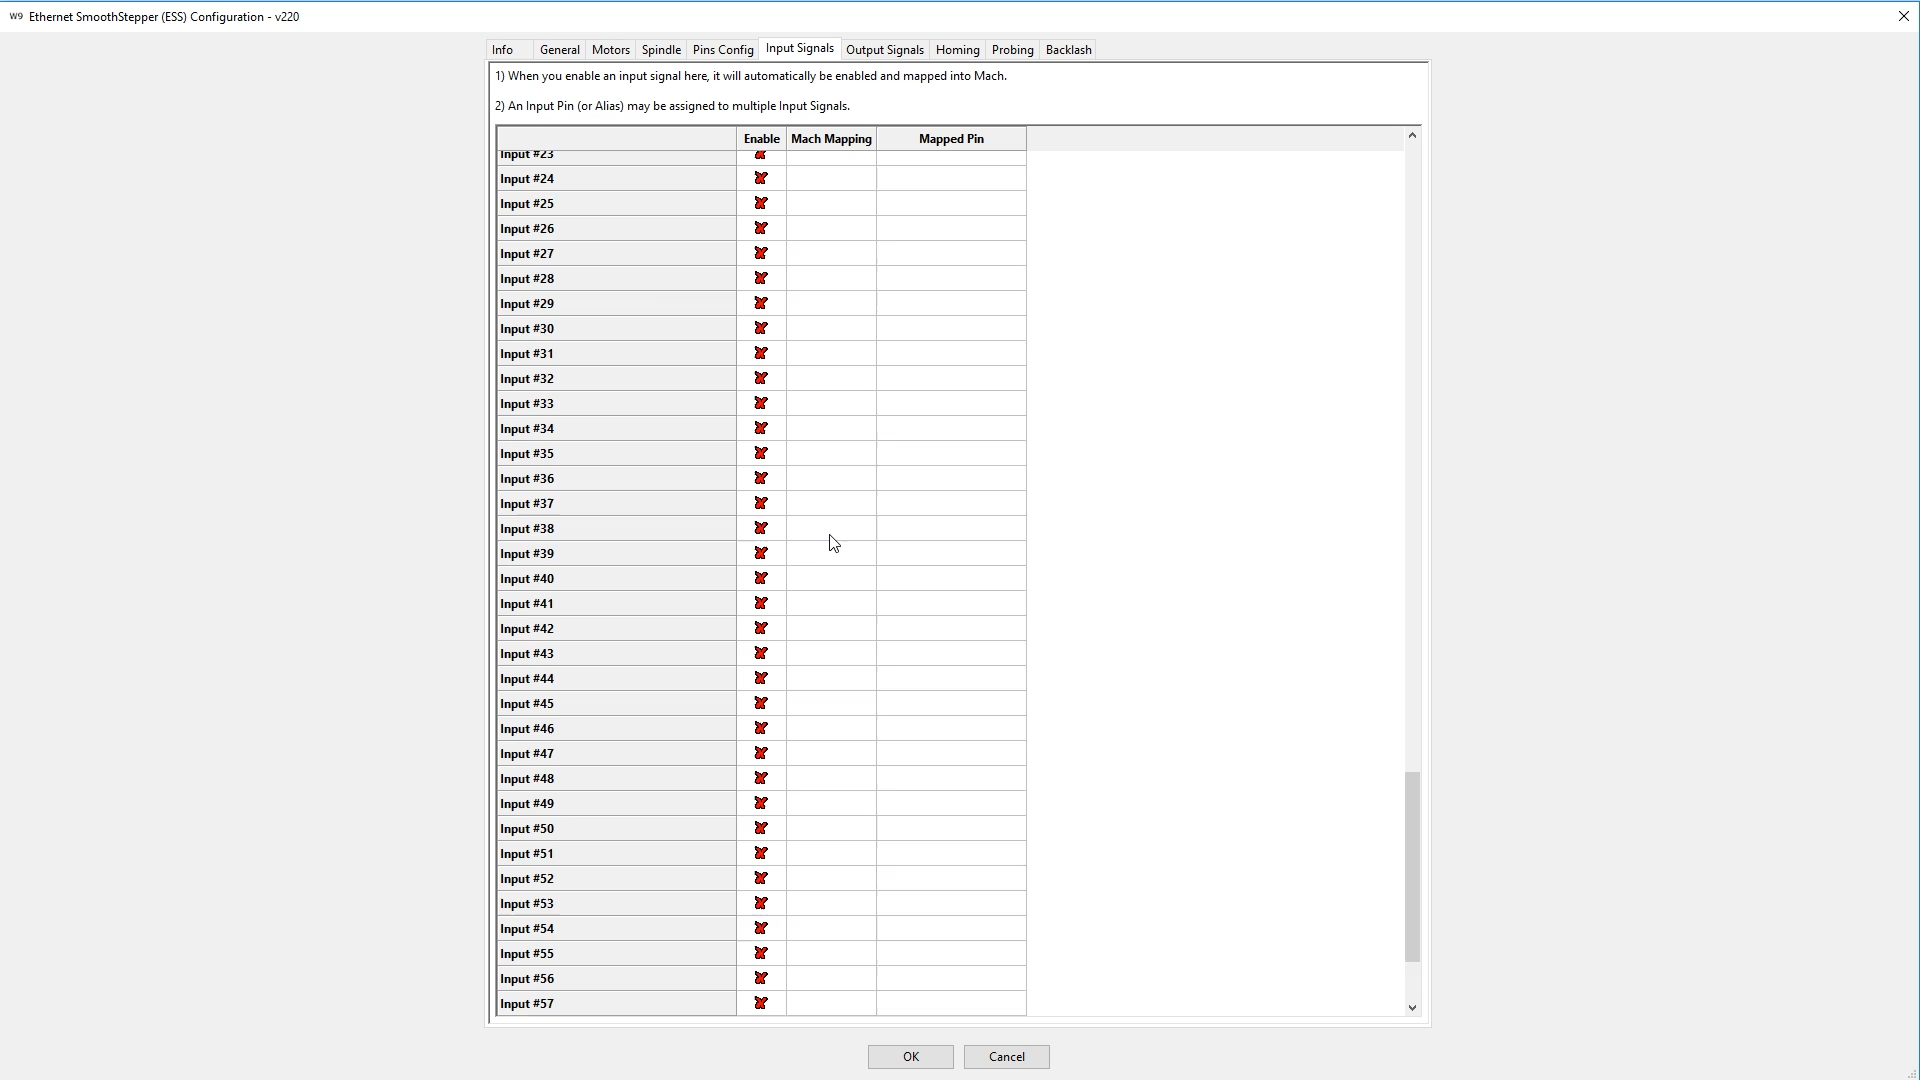 W9 Ethernet SmoothStepper (ESS) Configuration - v220
Info General Motors Spindle Pins Config Input Signals Output Signals Homing Probing Backlash
1) When you enable an input signal here, it will automatically be enabled and mapped into Mach.
2) An Input Pin (or Alias) may be assigned to multiple Input Signals.
Enable Mach Mapping Mapped Pin
Input #23
Input #24
Input #25
Input #26
Input #27
Input #28
Input #29
Input #30
Input #31
Input #32
Input #33
Input #34
Input #35
Input #36
Input #37
Input #38
Input #39
Input #40
Input #41
Input #42
Input #43
Input #44
Input #45
Input #46
Input #47
Input #48
Input #49
Input #50
Input #51
Input #52
Input #53
Input #54
Input #55
Input #56
Input #57
OK Cancel